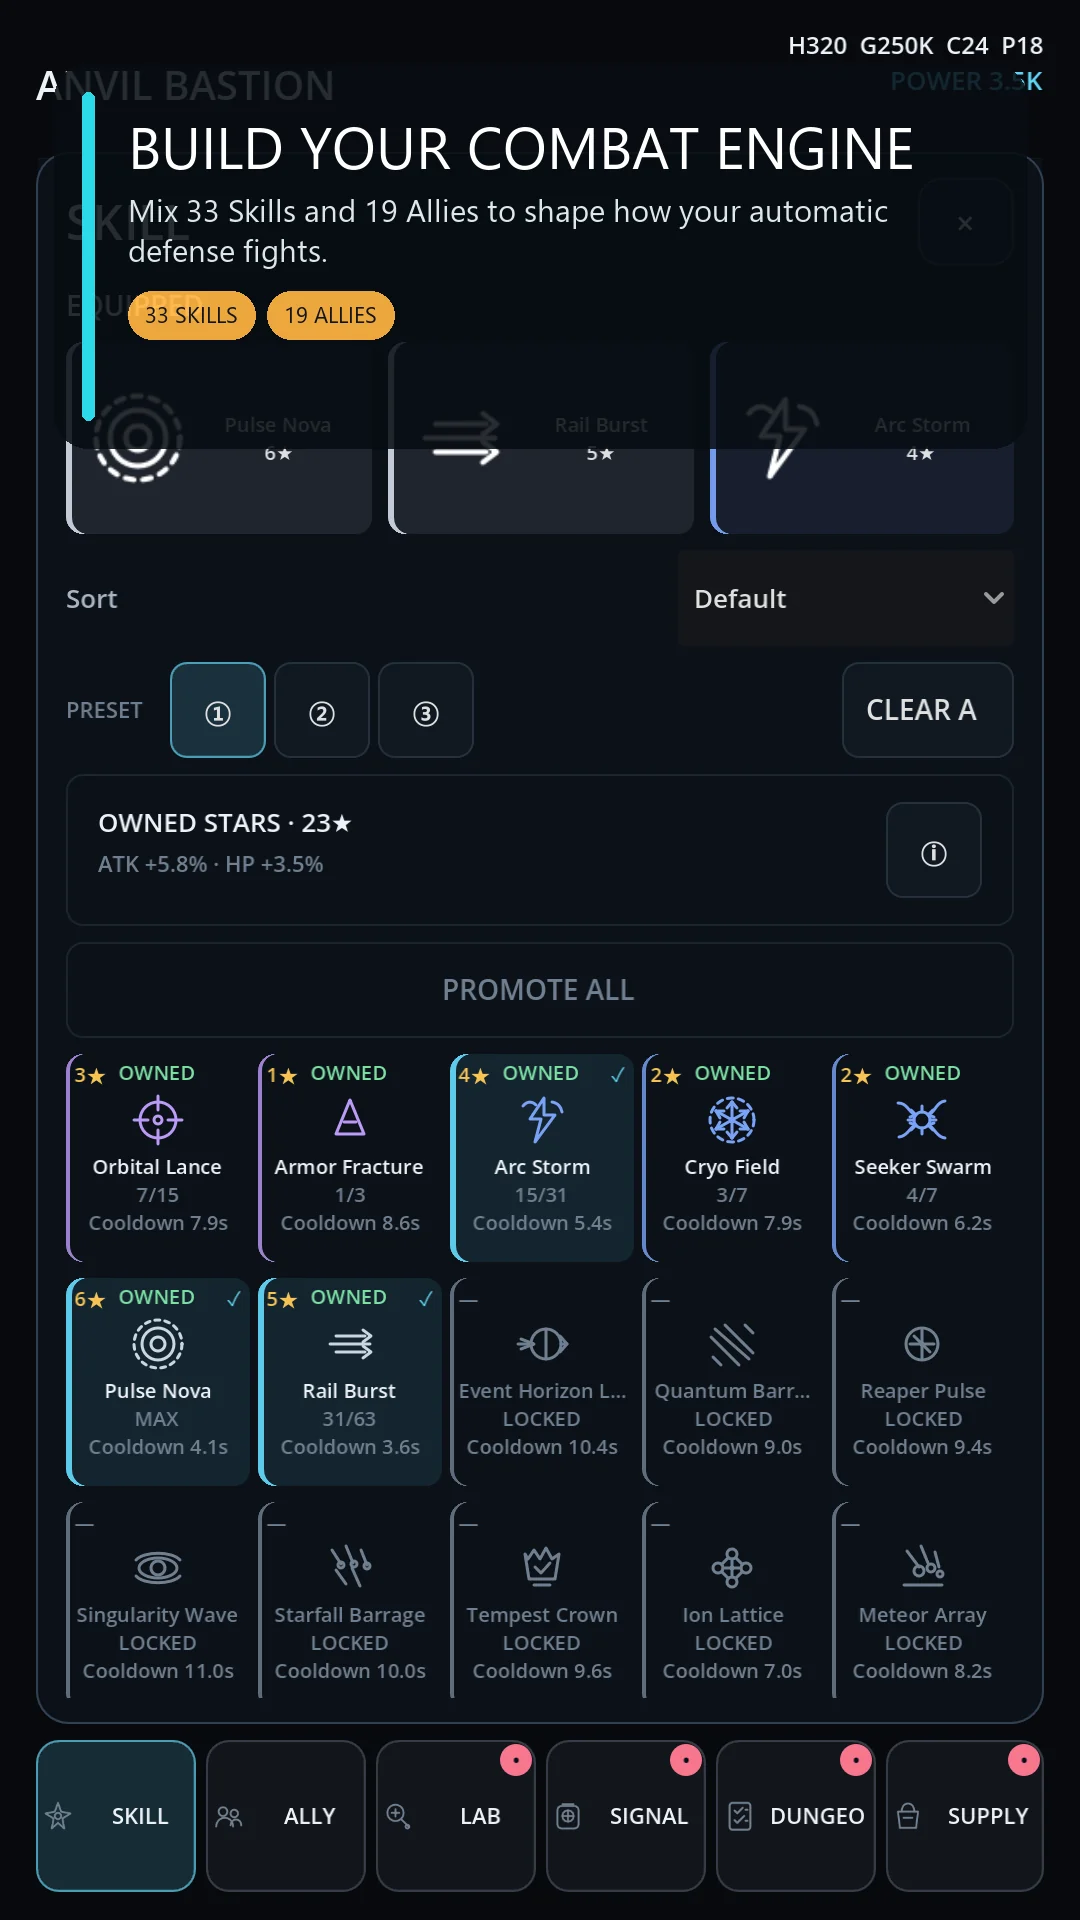 H320 G250K C24 P18
ANVIL BASTION
POWER 3.5K
BUILD YOUR COMBAT ENGINE
SKILL
×
Mix 33 Skills and 19 Allies to shape how your automatic
defense fights.
EQUIPPED
33 SKILLS 19 ALLIES
Pulse Nova Rail Burst Arc Storm
6★ 5★ 4★
Sort Default
PRESET ① ② ③ CLEAR A
OWNED STARS · 23★
ATK +5.8% · HP +3.5%
ⓘ
PROMOTE ALL
3★ OWNED 1★ OWNED 4★ OWNED ✓ 2★ OWNED 2★ OWNED
Orbital Lance Armor Fracture Arc Storm Cryo Field Seeker Swarm
7/15 1/3 15/31 3/7 4/7
Cooldown 7.9s Cooldown 8.6s Cooldown 5.4s Cooldown 7.9s Cooldown 6.2s
6★ OWNED ✓ 5★ OWNED ✓ — — —
Pulse Nova Rail Burst Event Horizon L... Quantum Barr... Reaper Pulse
MAX 31/63 LOCKED LOCKED LOCKED
Cooldown 4.1s Cooldown 3.6s Cooldown 10.4s Cooldown 9.0s Cooldown 9.4s
— — — — —
Singularity Wave Starfall Barrage Tempest Crown Ion Lattice Meteor Array
LOCKED LOCKED LOCKED LOCKED LOCKED
Cooldown 11.0s Cooldown 10.0s Cooldown 9.6s Cooldown 7.0s Cooldown 8.2s
SKILL ALLY LAB SIGNAL DUNGEO SUPPLY